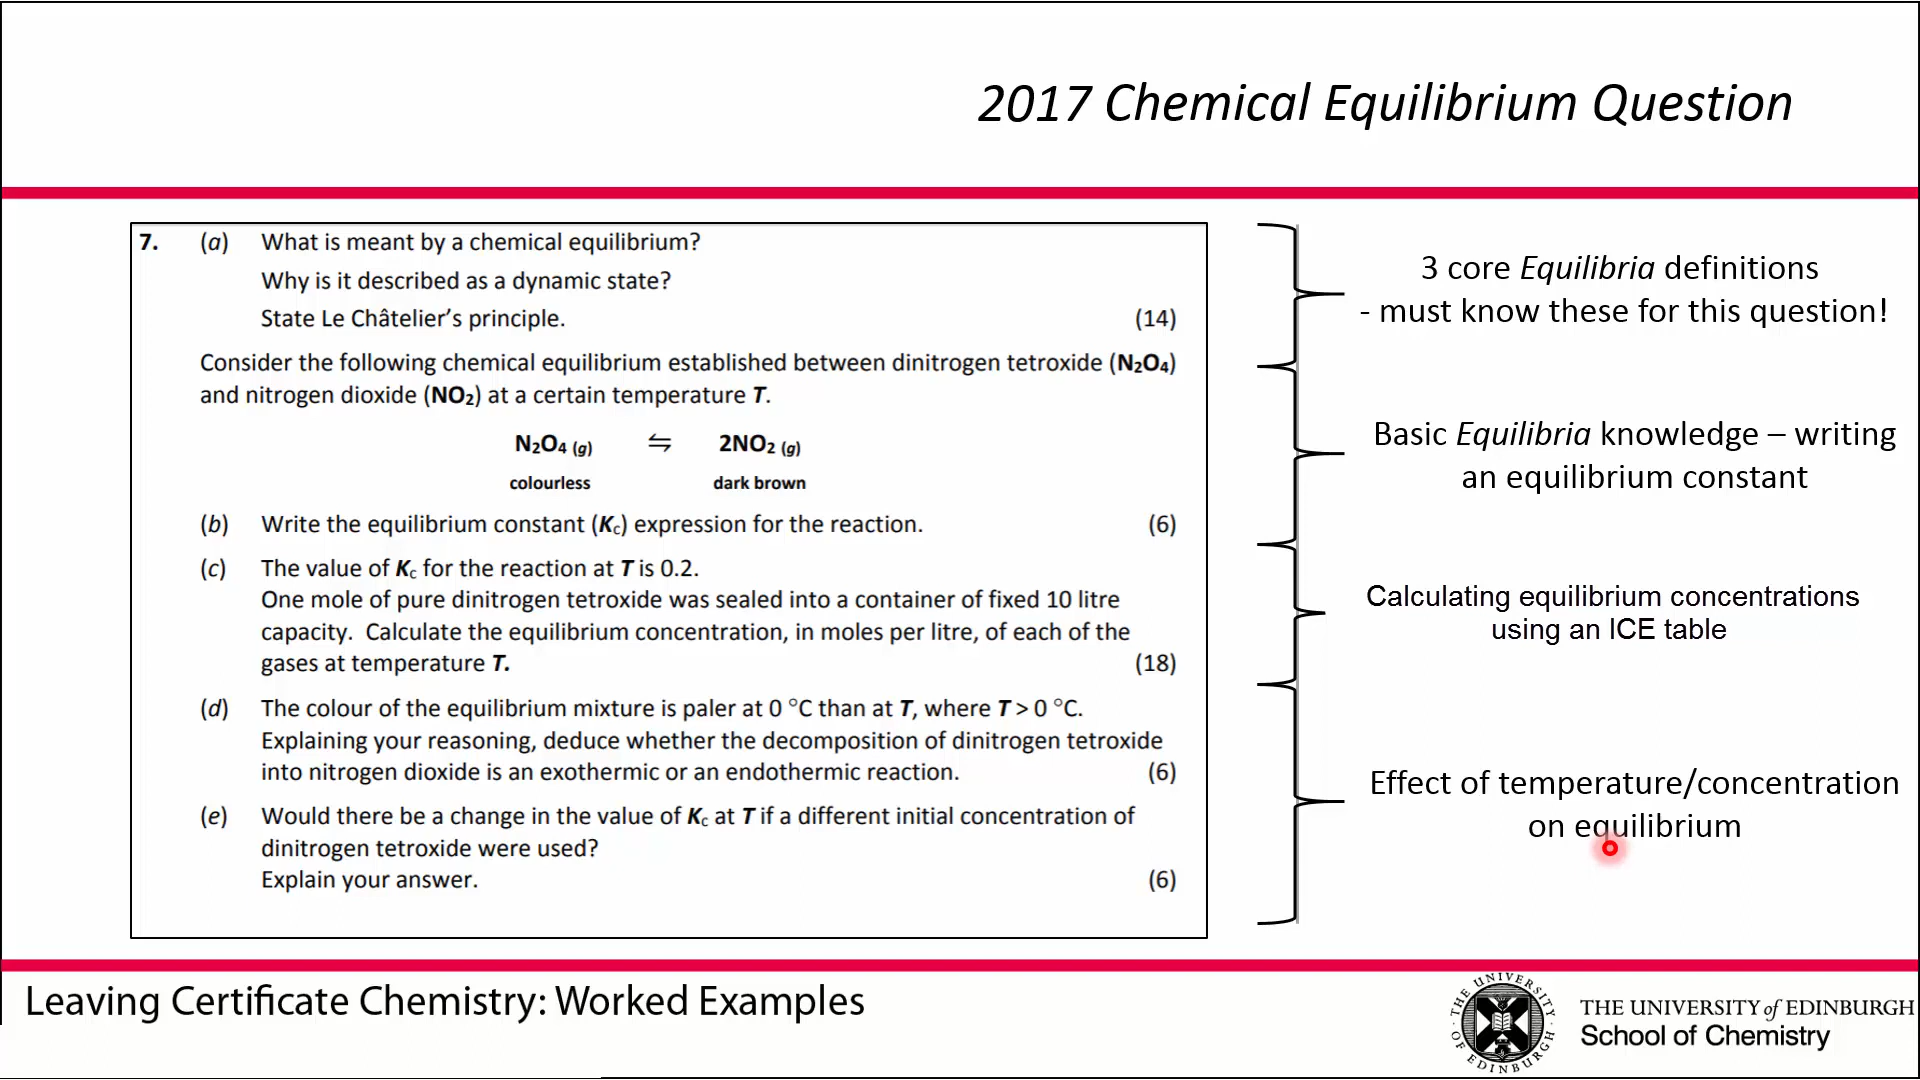 2017 Chemical Equilibrium Question
7. (a) What is meant by a chemical equilibrium?
Why is it described as a dynamic state?
State Le Châtelier's principle. (14)
Consider the following chemical equilibrium established between dinitrogen tetroxide (N₂O₄)
and nitrogen dioxide (NO₂) at a certain temperature T.
N₂O₄ (g) ⇋ 2NO₂ (g)
colourless dark brown
(b) Write the equilibrium constant (Kc) expression for the reaction. (6)
(c) The value of Kc for the reaction at T is 0.2.
One mole of pure dinitrogen tetroxide was sealed into a container of fixed 10 litre
capacity. Calculate the equilibrium concentration, in moles per litre, of each of the
gases at temperature T. (18)
(d) The colour of the equilibrium mixture is paler at 0 °C than at T, where T > 0 °C.
Explaining your reasoning, deduce whether the decomposition of dinitrogen tetroxide
into nitrogen dioxide is an exothermic or an endothermic reaction. (6)
(e) Would there be a change in the value of Kc at T if a different initial concentration of
dinitrogen tetroxide were used?
Explain your answer. (6)
3 core Equilibria definitions
- must know these for this question!
Basic Equilibria knowledge – writing
an equilibrium constant
Calculating equilibrium concentrations
using an ICE table
Effect of temperature/concentration
on equilibrium
Leaving Certificate Chemistry: Worked Examples
THE UNIVERSITY OF EDINBURGH
THE UNIVERSITY of EDINBURGH
School of Chemistry